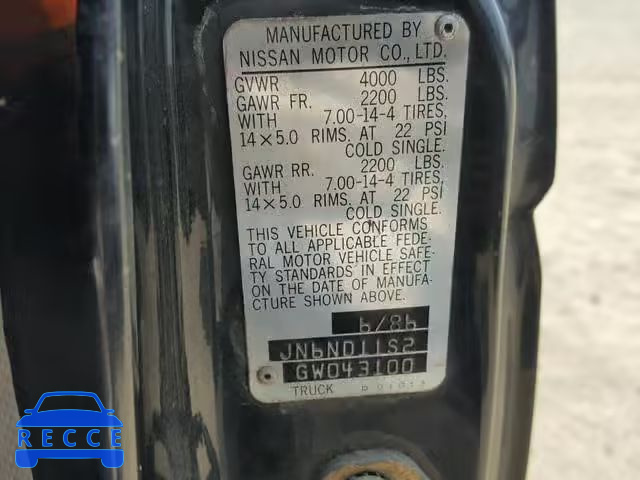 MANUFACTURED BY
NISSAN MOTOR CO., LTD.
GVWR 4000 LBS.
GAWR FR. 2200 LBS.
WITH 7.00-14-4 TIRES,
14×5.0 RIMS. AT 22 PSI
COLD SINGLE.
GAWR RR. 2200 LBS.
WITH 7.00-14-4 TIRES,
14×5.0 RIMS. AT 22 PSI
COLD SINGLE.
THIS VEHICLE CONFORMS
TO ALL APPLICABLE FEDE-
RAL MOTOR VEHICLE SAFE-
TY STANDARDS IN EFFECT
ON THE DATE OF MANUFA-
CTURE SHOWN ABOVE.
6/86
JN6ND11S2
GW043100
TRUCK
RECCE